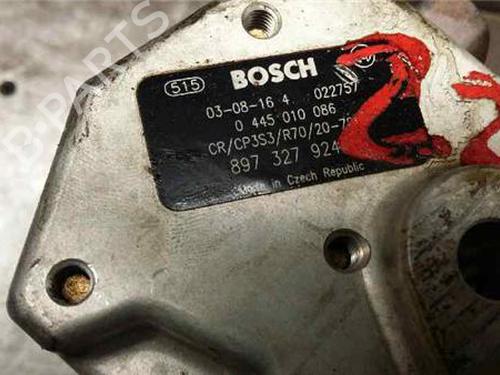 515 BOSCH
03-08-16 4 022757
0 445 010 086
CR/CP3S3/R70/20-7
897 327 924
Made in Czech Republic
PARTS